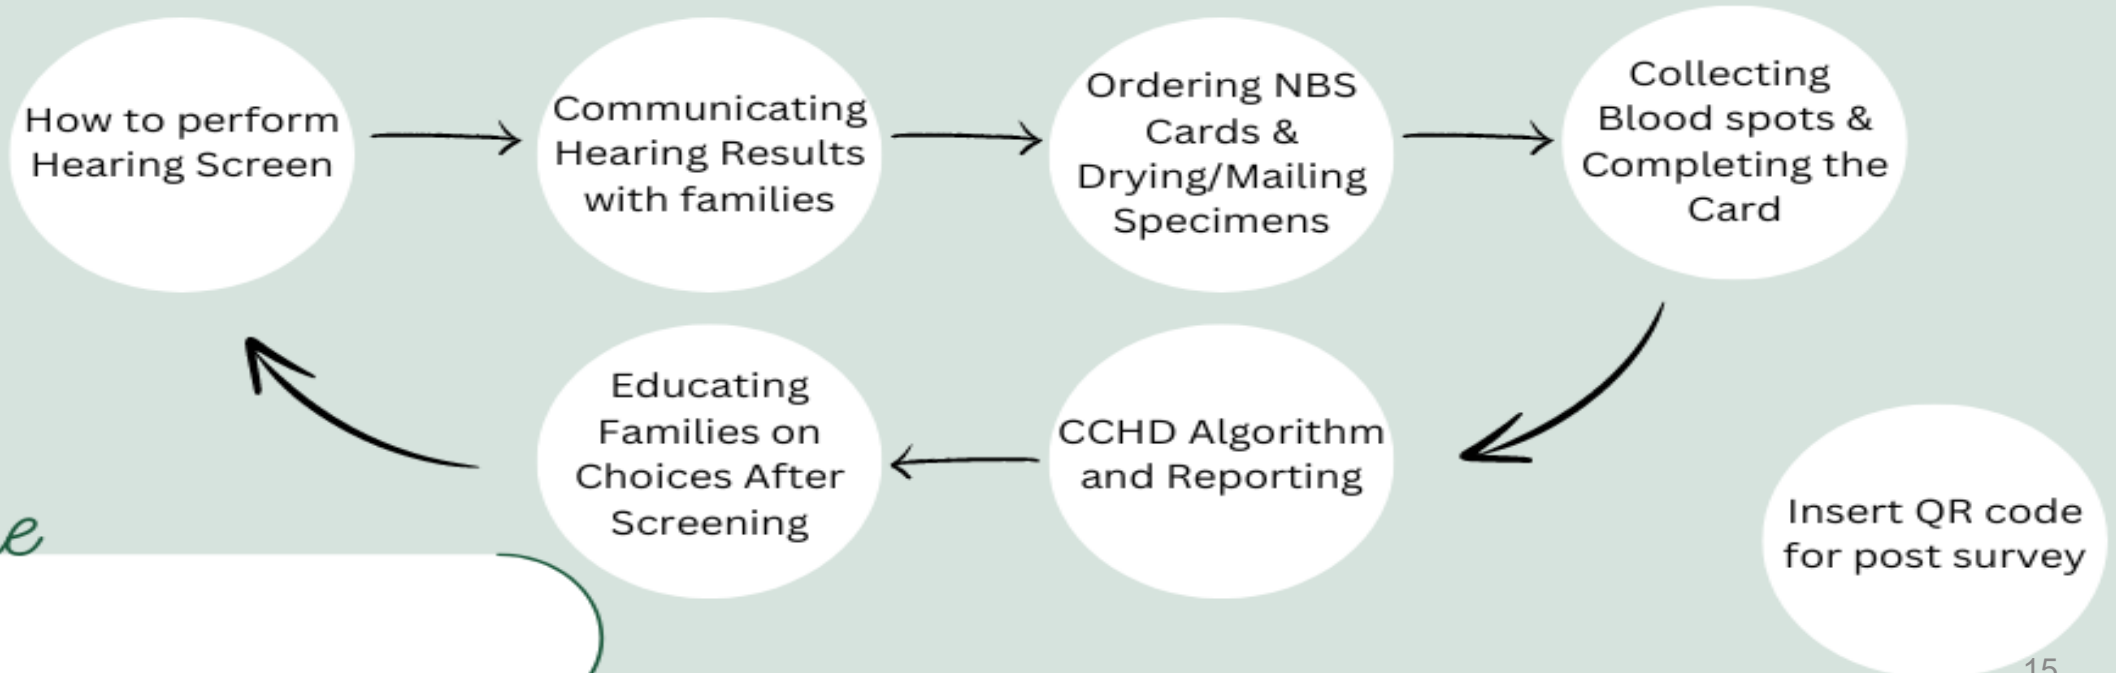 How to perform
Hearing Screen
Communicating
Hearing Results
with families
Ordering NBS
Cards &
Drying/Mailing
Specimens
Collecting
Blood spots &
Completing the
Card
CCHD Algorithm
and Reporting
Educating
Families on
Choices After
Screening
Insert QR code
for post survey
e
15